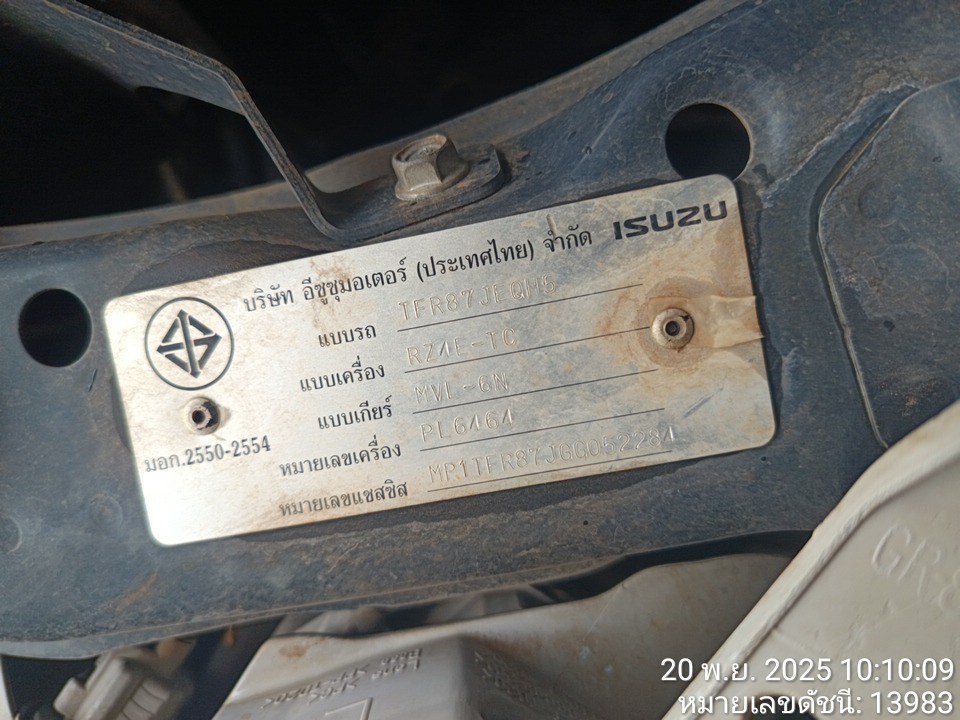 บริษัท อีซูซุมอเตอร์ (ประเทศไทย) จำกัด ISUZU
แบบรถ TFR87JLQH5
แบบเครื่อง RZ4E-TC
แบบเกียร์ MVL-6N
มอก.2550-2554
หมายเลขเครื่อง PL6464
หมายเลขแชสซิส
20 พ.ย. 2025 10:10:09
หมายเลขดัชนี: 13983